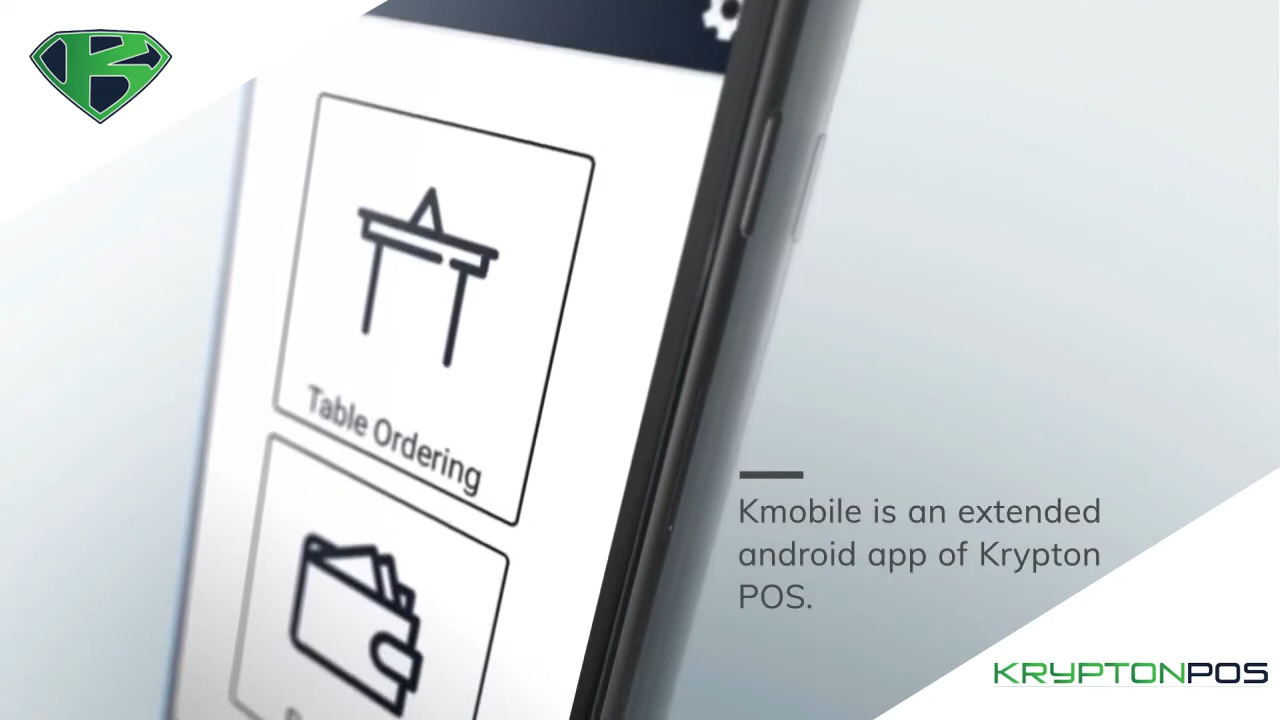 Table Ordering
Kmobile is an extended
android app of Krypton
POS.
KRYPTONPOS